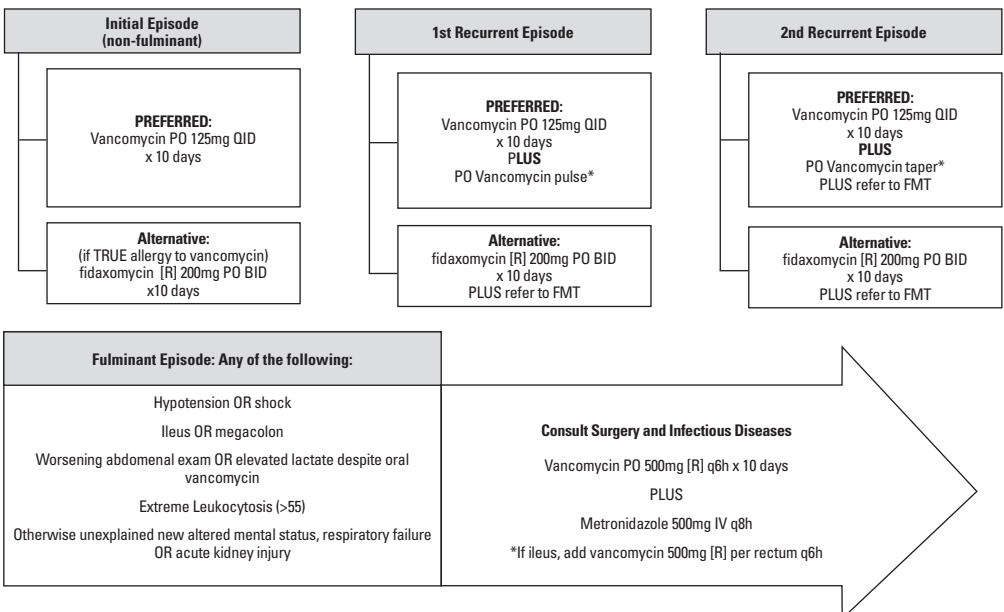 Initial Episode
(non-fulminant)
PREFERRED:
Vancomycin PO 125mg QID
x 10 days
Alternative:
(if TRUE allergy to vancomycin)
fidaxomycin [R] 200mg PO BID
x10 days
1st Recurrent Episode
PREFERRED:
Vancomycin PO 125mg QID
x 10 days
PLUS
PO Vancomycin pulse*
Alternative:
fidaxomycin [R] 200mg PO BID
x 10 days
PLUS refer to FMT
2nd Recurrent Episode
PREFERRED:
Vancomycin PO 125mg QID
x 10 days
PLUS
PO Vancomycin taper*
PLUS refer to FMT
Alternative:
fidaxomycin [R] 200mg PO BID
x 10 days
PLUS refer to FMT
Fulminant Episode: Any of the following:
Hypotension OR shock
Ileus OR megacolon
Worsening abdomenal exam OR elevated lactate despite oral
vancomycin
Extreme Leukocytosis (>55)
Otherwise unexplained new altered mental status, respiratory failure
OR acute kidney injury
Consult Surgery and Infectious Diseases
Vancomycin PO 500mg [R] q6h x 10 days
PLUS
Metronidazole 500mg IV q8h
*If ileus, add vancomycin 500mg [R] per rectum q6h